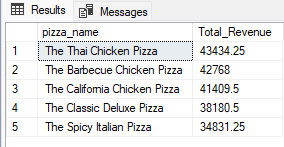 Results Messages
pizza_name Total_Revenue
1 The Thai Chicken Pizza 43434.25
2 The Barbecue Chicken Pizza 42768
3 The California Chicken Pizza 41409.5
4 The Classic Deluxe Pizza 38180.5
5 The Spicy Italian Pizza 34831.25